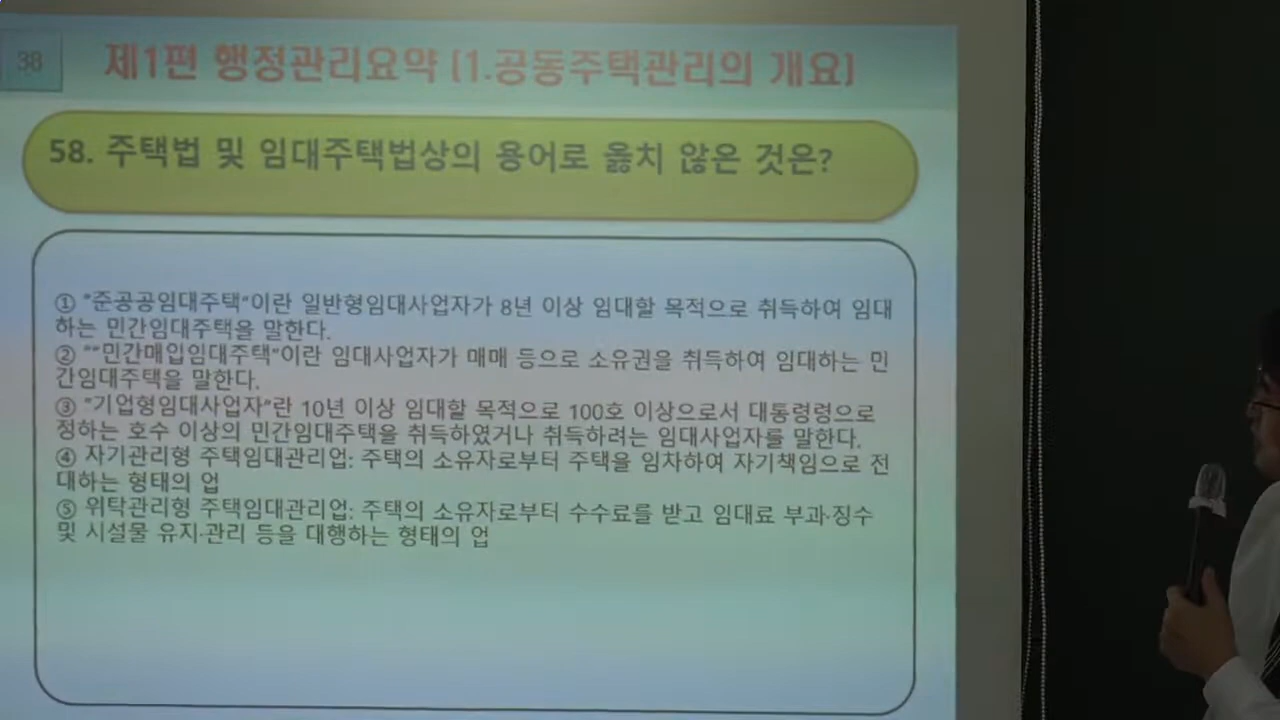 38
제1편 행정관리요약 [1.공동주택관리의 개요]
58. 주택법 및 임대주택법상의 용어로 옳치 않은 것은?
① "준공공임대주택"이란 일반형임대사업자가 8년 이상 임대할 목적으로 취득하여 임대
하는 민간임대주택을 말한다.
② ""민간매입임대주택"이란 임대사업자가 매매 등으로 소유권을 취득하여 임대하는 민
간임대주택을 말한다.
③ "기업형임대사업자"란 10년 이상 임대할 목적으로 100호 이상으로서 대통령령으로
정하는 호수 이상의 민간임대주택을 취득하였거나 취득하려는 임대사업자를 말한다.
④ 자기관리형 주택임대관리업: 주택의 소유자로부터 주택을 임차하여 자기책임으로 전
대하는 형태의 업
⑤ 위탁관리형 주택임대관리업: 주택의 소유자로부터 수수료를 받고 임대료 부과·징수
및 시설물 유지·관리 등을 대행하는 형태의 업